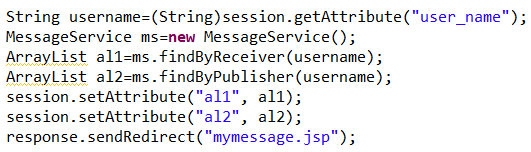 String username=(String)session.getAttribute("user_name");
MessageService ms=new MessageService();
ArrayList al1=ms.findByReceiver(username);
ArrayList al2=ms.findByPublisher(username);
session.setAttribute("al1", al1);
session.setAttribute("al2", al2);
response.sendRedirect("mymessage.jsp");